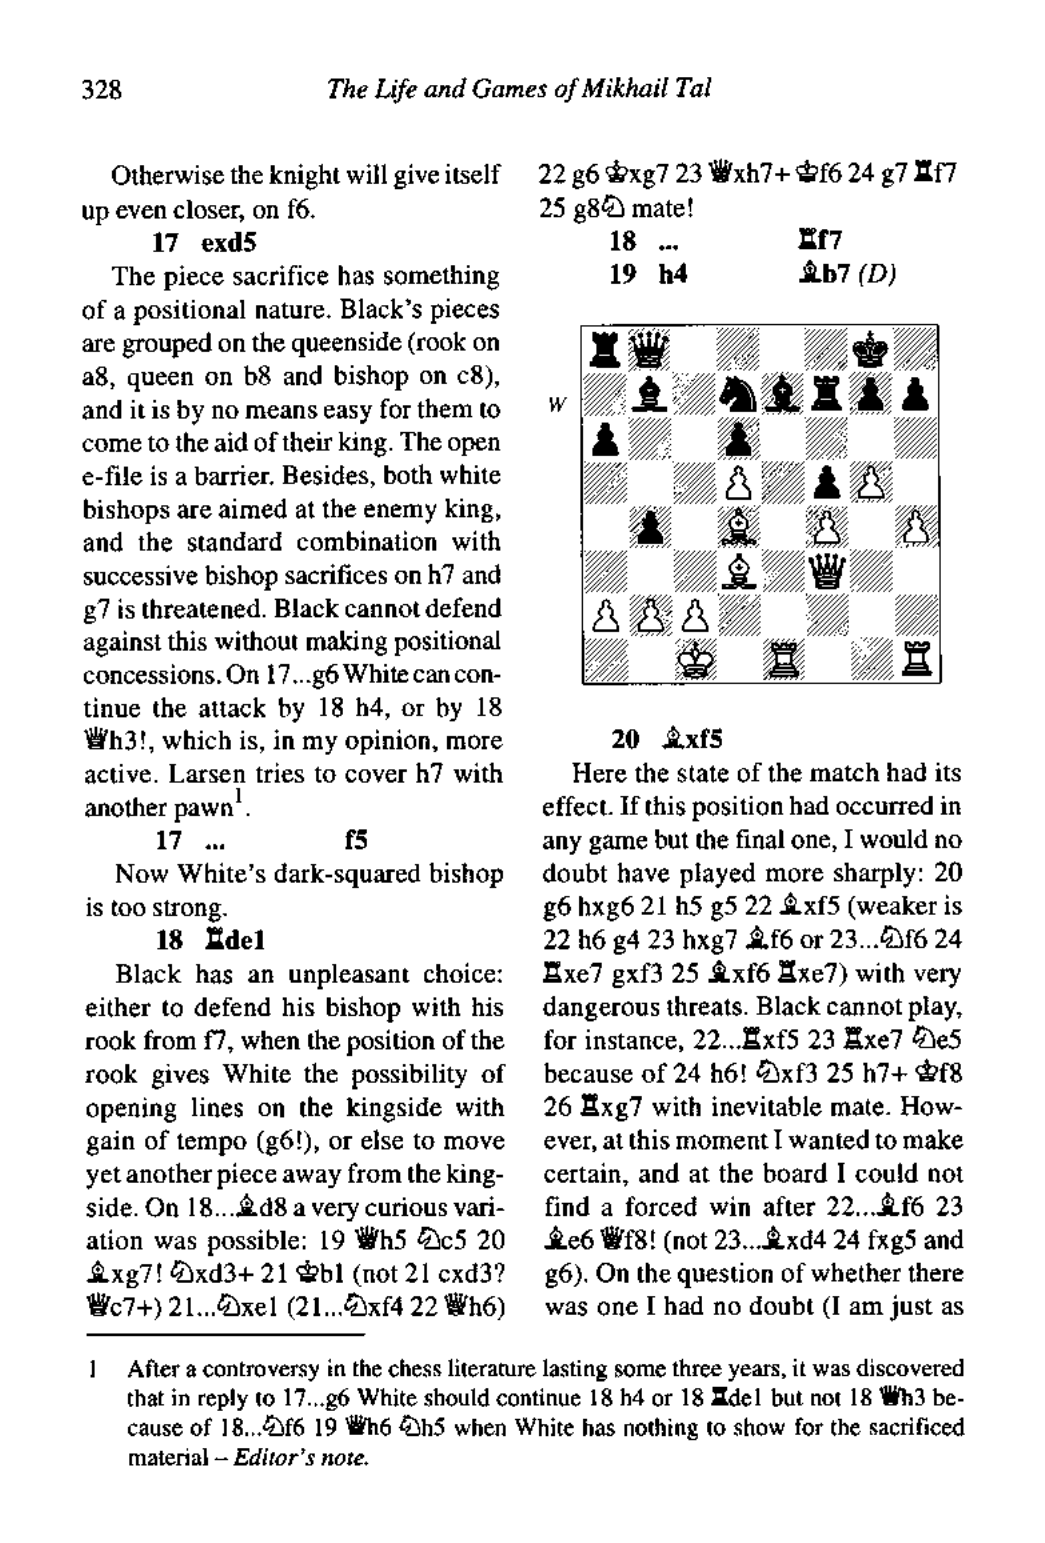 328
The Life and Games of Mikhail Tal
Otherwise the knight will give itself
up even closer, on f6.
17 exd5
The piece sacrifice has something
of a positional nature. Black's pieces
are grouped on the queenside (rook on
a8, queen on b8 and bishop on c8),
and it is by no means easy for them to
come to the aid of their king. The open
e-file is a barrier. Besides, both white
bishops are aimed at the enemy king,
and the standard combination with
successive bishop sacrifices on h7 and
g7 is threatened. Black cannot defend
against this without making positional
concessions. On 17...g6 White can con-
tinue the attack by 18 h4, or by 18
♕h3!, which is, in my opinion, more
active. Larsen tries to cover h7 with
another pawn¹.
17 ... f5
Now White's dark-squared bishop
is too strong.
18 ♖de1
Black has an unpleasant choice:
either to defend his bishop with his
rook from f7, when the position of the
rook gives White the possibility of
opening lines on the kingside with
gain of tempo (g6!), or else to move
yet another piece away from the king-
side. On 18...♗d8 a very curious vari-
ation was possible: 19 ♕h5 ♘c5 20
♗xg7! ♘xd3+ 21 ♔b1 (not 21 cxd3?
♕c7+) 21...♘xe1 (21...♘xf4 22 ♕h6)
22 g6 ♔xg7 23 ♕xh7+ ♔f6 24 g7 ♖f7
25 g8♘ mate!
18 ... ♖f7
19 h4 ♗b7 (D)
W
20 ♗xf5
Here the state of the match had its
effect. If this position had occurred in
any game but the final one, I would no
doubt have played more sharply: 20
g6 hxg6 21 h5 g5 22 ♗xf5 (weaker is
22 h6 g4 23 hxg7 ♗f6 or 23...♘f6 24
♖xe7 gxf3 25 ♗xf6 ♖xe7) with very
dangerous threats. Black cannot play,
for instance, 22...♖xf5 23 ♖xe7 ♘e5
because of 24 h6! ♘xf3 25 h7+ ♔f8
26 ♖xg7 with inevitable mate. How-
ever, at this moment I wanted to make
certain, and at the board I could not
find a forced win after 22...♗f6 23
♗e6 ♕f8! (not 23...♗xd4 24 fxg5 and
g6). On the question of whether there
was one I had no doubt (I am just as
1 After a controversy in the chess literature lasting some three years, it was discovered
that in reply to 17...g6 White should continue 18 h4 or 18 ♖de1 but not 18 ♕h3 be-
cause of 18...♘f6 19 ♕h6 ♘h5 when White has nothing to show for the sacrificed
material – Editor's note.